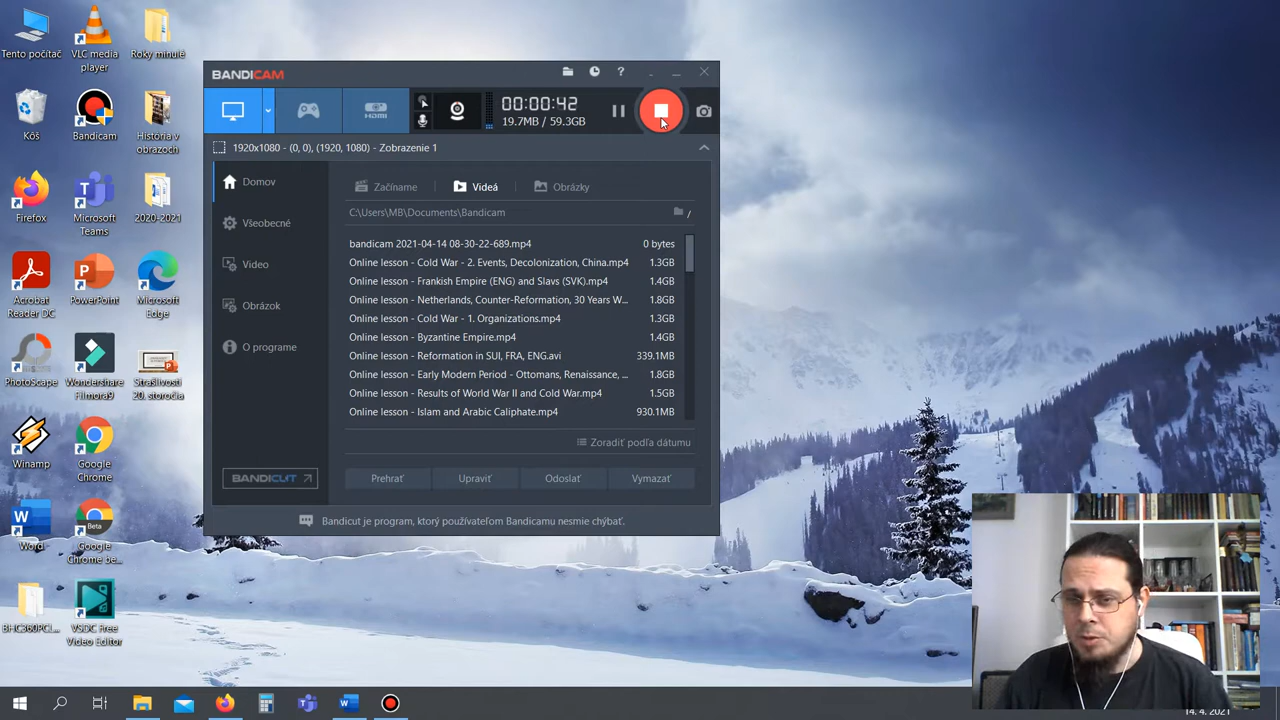 Tento počítač
VLC media
player
Roky minulé
Kôš
Bandicam
História v
obrazoch
Firefox
Microsoft
Teams
2020-2021
Acrobat
Reader DC
PowerPoint
Microsoft
Edge
PhotoScape
Wondershare
Filmora9
Strašlivosti
20. storočia
Winamp
Google
Chrome
Word
Google
Chrome be...
BHC360PCL...
VSDC Free
Video Editor
BANDICAM
?
HDMI
00:00:42
19.7MB / 59.3GB
1920x1080 - (0, 0), (1920, 1080) - Zobrazenie 1
Domov
Všeobecné
Video
Obrázok
O programe
BANDICUT
Začíname
Videá
Obrázky
C:\Users\MB\Documents\Bandicam
/
bandicam 2021-04-14 08-30-22-689.mp4 0 bytes
Online lesson - Cold War - 2. Events, Decolonization, China.mp4 1.3GB
Online lesson - Frankish Empire (ENG) and Slavs (SVK).mp4 1.4GB
Online lesson - Netherlands, Counter-Reformation, 30 Years W... 1.8GB
Online lesson - Cold War - 1. Organizations.mp4 1.3GB
Online lesson - Byzantine Empire.mp4 1.4GB
Online lesson - Reformation in SUI, FRA, ENG.avi 339.1MB
Online lesson - Early Modern Period - Ottomans, Renaissance, ... 1.8GB
Online lesson - Results of World War II and Cold War.mp4 1.5GB
Online lesson - Islam and Arabic Caliphate.mp4 930.1MB
Zoradiť podľa dátumu
Prehrať
Upraviť
Odoslať
Vymazať
Bandicut je program, ktorý používateľom Bandicamu nesmie chýbať.
14. 4. 2021